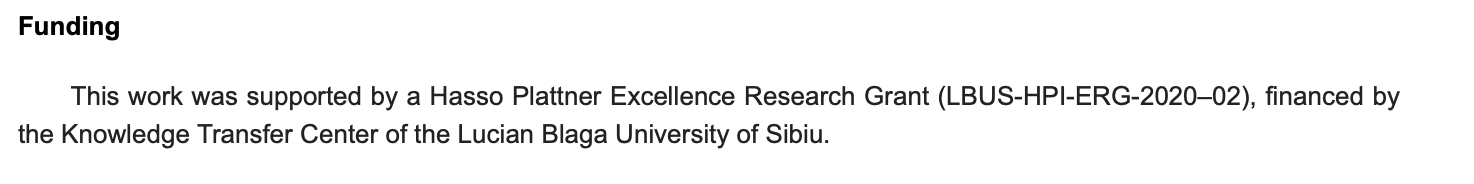 Funding
This work was supported by a Hasso Plattner Excellence Research Grant (LBUS-HPI-ERG-2020–02), financed by
the Knowledge Transfer Center of the Lucian Blaga University of Sibiu.